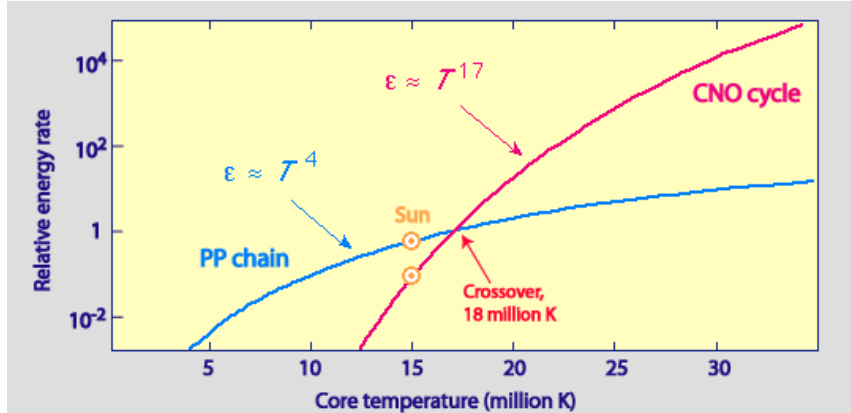 10⁴
10²
1
10⁻²
Relative energy rate
ε ≈ T¹⁷
CNO cycle
ε ≈ T⁴
Sun
PP chain
Crossover,
18 million K
5 10 15 20 25 30
Core temperature (million K)